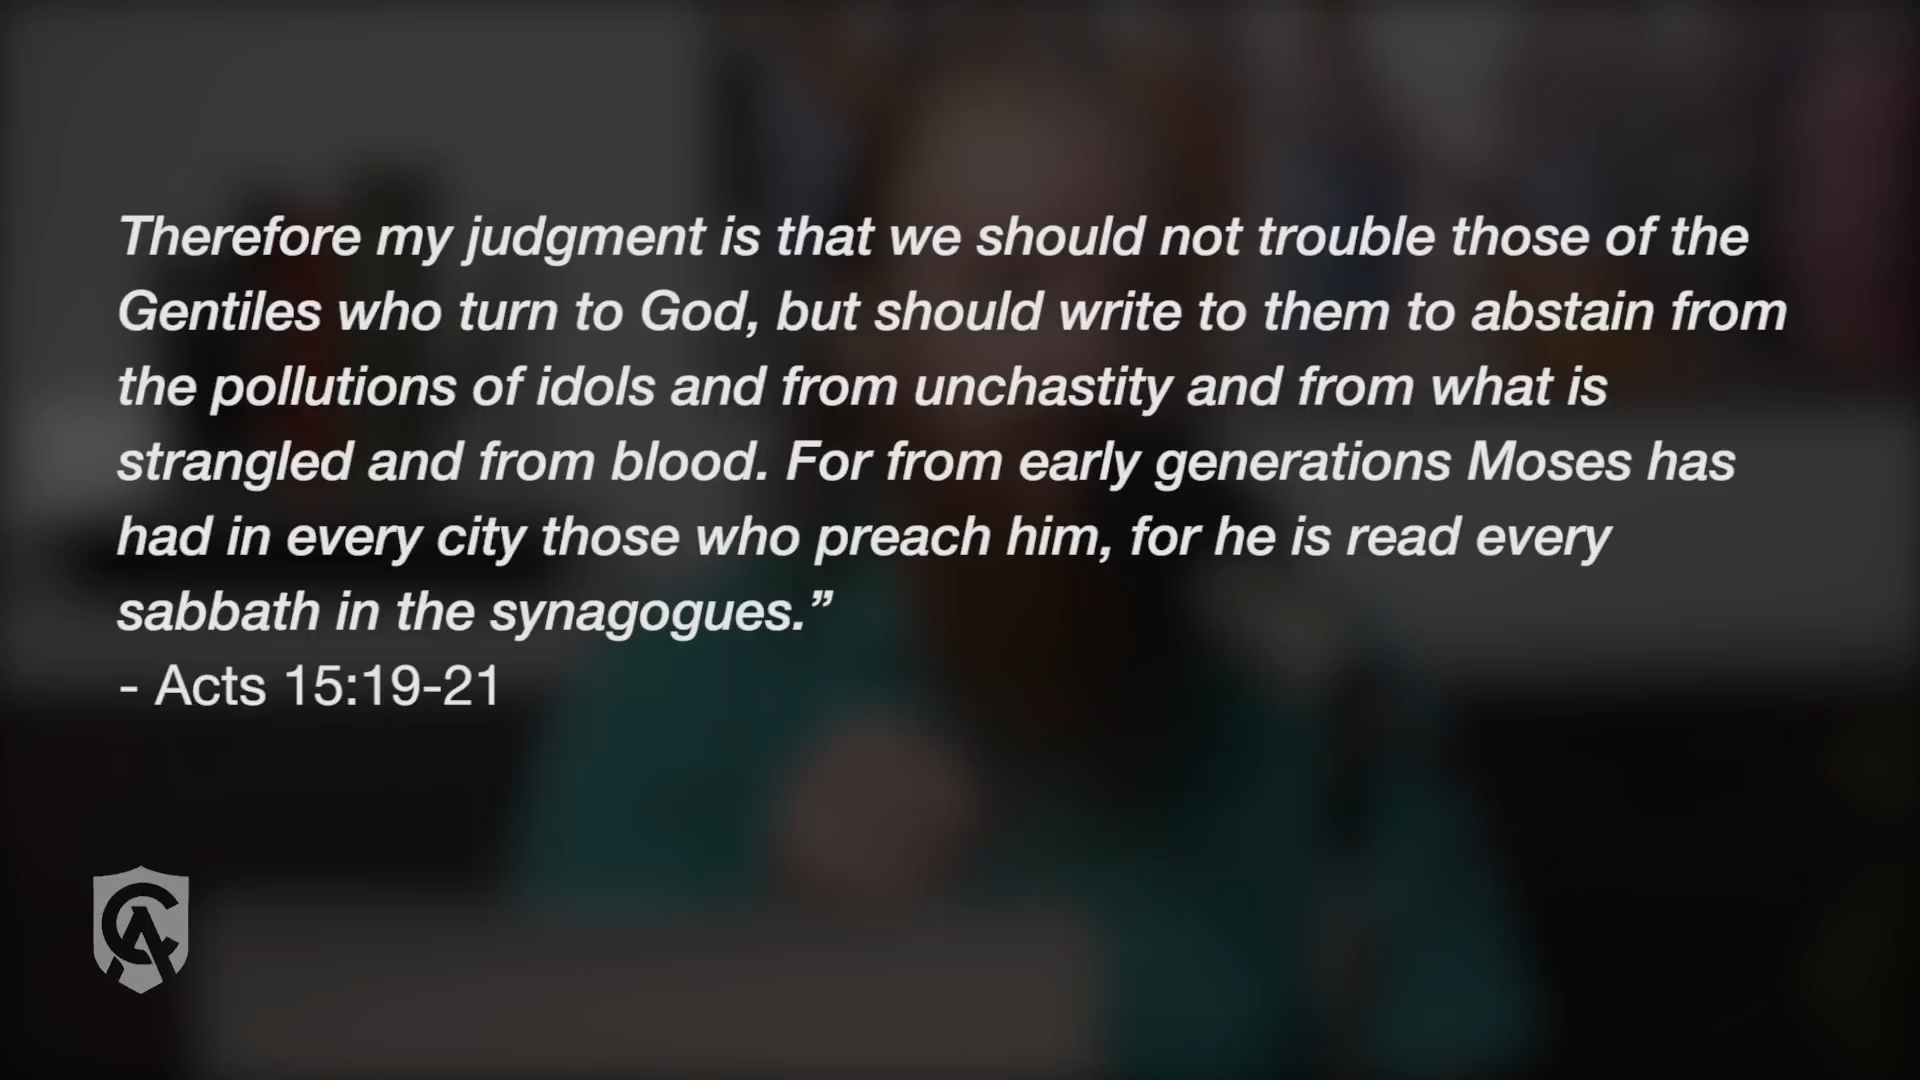 Therefore my judgment is that we should not trouble those of the
Gentiles who turn to God, but should write to them to abstain from
the pollutions of idols and from unchastity and from what is
strangled and from blood. For from early generations Moses has
had in every city those who preach him, for he is read every
sabbath in the synagogues.”
- Acts 15:19-21
CA